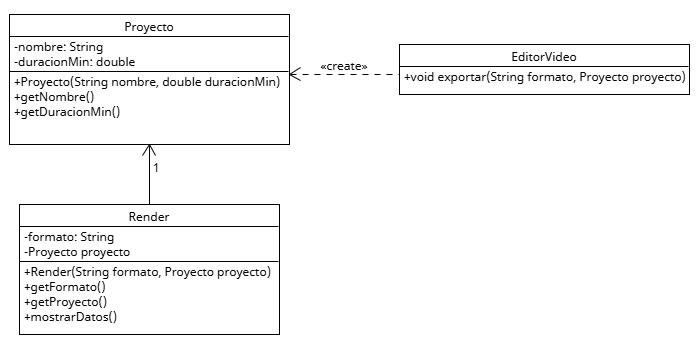 Proyecto
-nombre: String
-duracionMin: double
+Proyecto(String nombre, double duracionMin)
+getNombre()
+getDuracionMin()
«create»
EditorVideo
+void exportar(String formato, Proyecto proyecto)
1
Render
-formato: String
-Proyecto proyecto
+Render(String formato, Proyecto proyecto)
+getFormato()
+getProyecto()
+mostrarDatos()